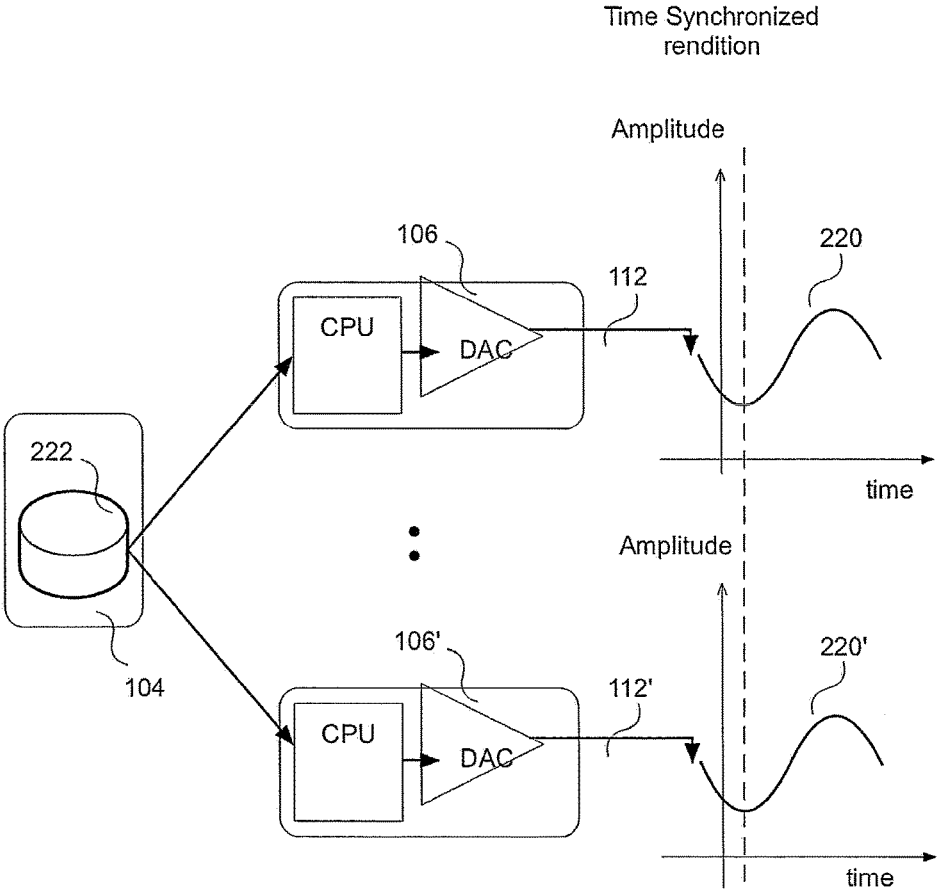 Time Synchronized
rendition
Amplitude
106
220
112
CPU
DAC
222
time
Amplitude
106'
220'
104
112'
CPU
DAC
time